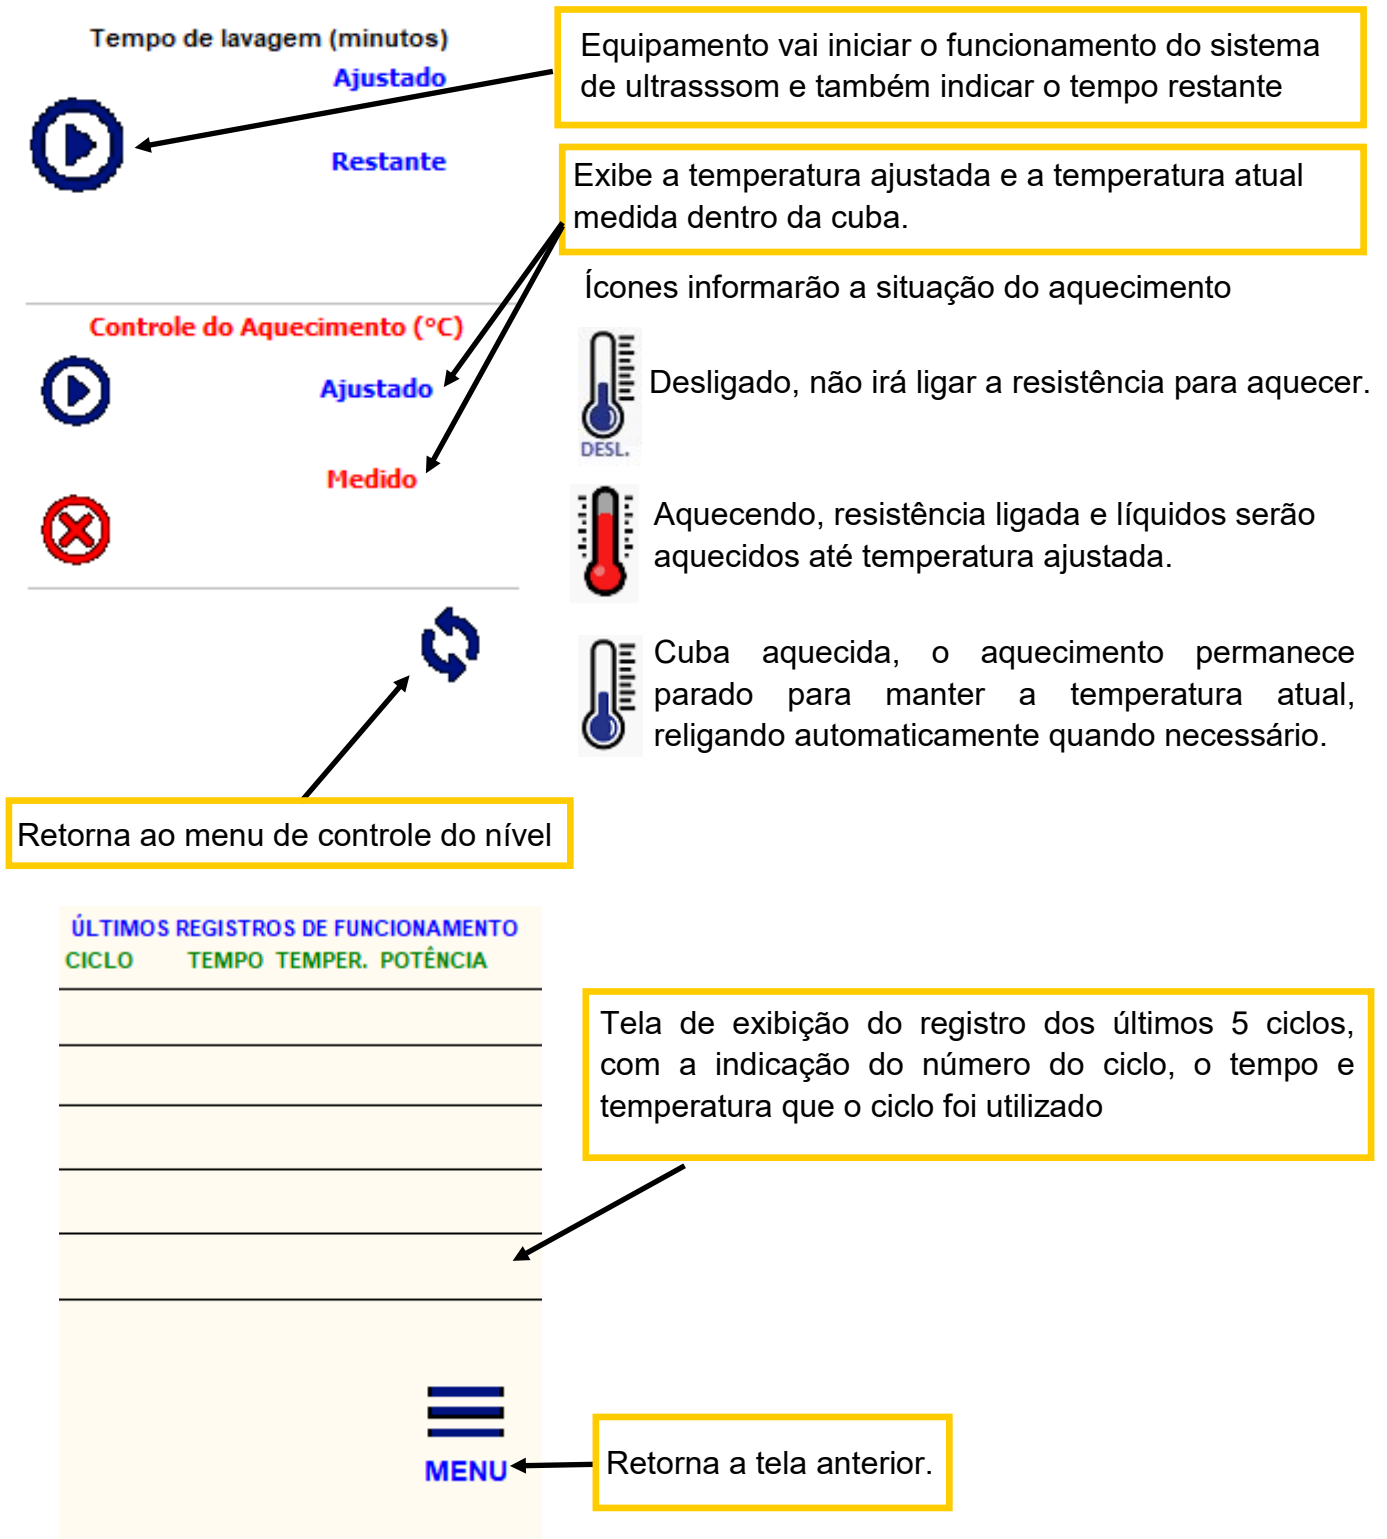 Tempo de lavagem (minutos)
Ajustado
Restante
Equipamento vai iniciar o funcionamento do sistema
de ultrasssom e também indicar o tempo restante
Exibe a temperatura ajustada e a temperatura atual
medida dentro da cuba.
Controle do Aquecimento (°C)
Ajustado
Medido
Ícones informarão a situação do aquecimento
DESL.
Desligado, não irá ligar a resistência para aquecer.
Aquecendo, resistência ligada e líquidos serão
aquecidos até temperatura ajustada.
Cuba aquecida, o aquecimento permanece
parado para manter a temperatura atual,
religando automaticamente quando necessário.
Retorna ao menu de controle do nível
ÚLTIMOS REGISTROS DE FUNCIONAMENTO
CICLO TEMPO TEMPER. POTÊNCIA
Tela de exibição do registro dos últimos 5 ciclos,
com a indicação do número do ciclo, o tempo e
temperatura que o ciclo foi utilizado
MENU
Retorna a tela anterior.